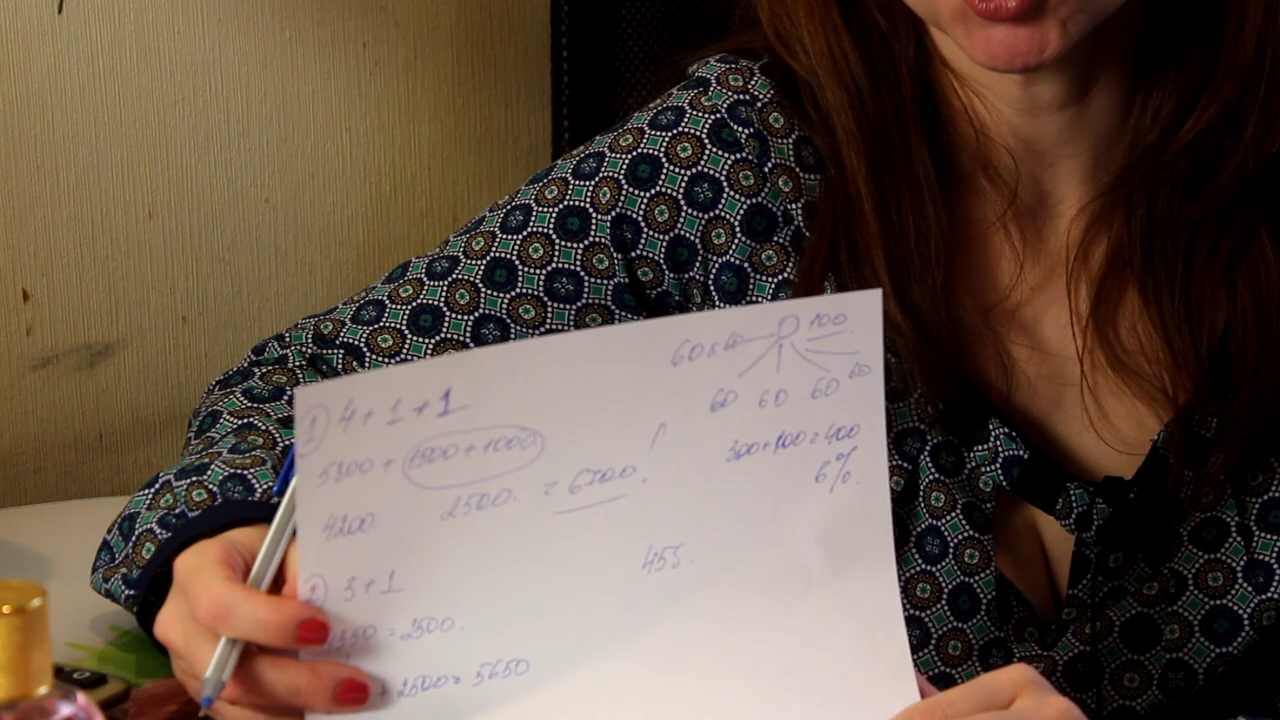 1) 4+1+1
5800 + 1500+1000
4200 2500. = 6700. !
2) 3+1
1350 = 2500.
+ 2500 = 5650
100
60
60 60 60 60
300+100=400
6%.
455.